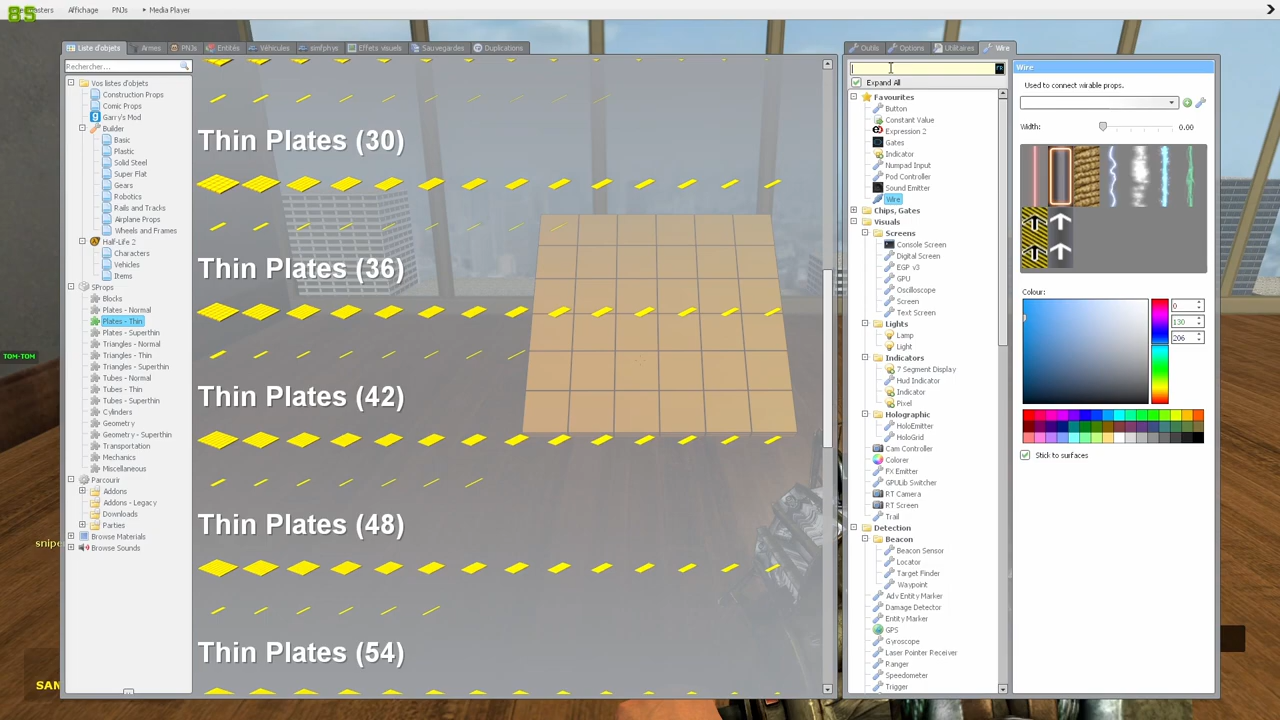 85
Affichage
PNJs
Media Player
Liste d'objets
Armes
PNJs
Entités
Véhicules
simfphys
Effets visuels
Sauvegardes
Duplications
Rechercher...
Vos listes d'objets
Construction Props
Comic Props
Garry's Mod
Builder
Basic
Plastic
Solid Steel
Super Flat
Gears
Robotics
Rails and Tracks
Airplane Props
Wheels and Frames
Half-Life 2
Characters
Vehicles
Items
SProps
Blocks
Plates - Normal
Plates - Thin
Plates - Superthin
Triangles - Normal
Triangles - Thin
Triangles - Superthin
Tubes - Normal
Tubes - Thin
Tubes - Superthin
Cylinders
Geometry
Geometry - Superthin
Transportation
Mechanics
Miscellaneous
Parcourir
Addons
Addons - Legacy
Downloads
Parties
Browse Materials
Browse Sounds
TOM-TOM
Thin Plates (30)
Thin Plates (36)
Thin Plates (42)
Thin Plates (48)
Thin Plates (54)
Outils
Options
Utilitaires
Wire
FR
Expand All
Favourites
Button
Constant Value
Expression 2
Gates
Indicator
Numpad Input
Pod Controller
Sound Emitter
Wire
Chips, Gates
Visuals
Screens
Console Screen
Digital Screen
EGP v3
GPU
Oscilloscope
Screen
Text Screen
Lights
Lamp
Light
Indicators
7 Segment Display
Hud Indicator
Indicator
Pixel
Holographic
HoloEmitter
HoloGrid
Cam Controller
Colorer
FX Emitter
GPULib Switcher
RT Camera
RT Screen
Trail
Detection
Beacon
Beacon Sensor
Locator
Target Finder
Waypoint
Adv Entity Marker
Damage Detector
Entity Marker
GPS
Gyroscope
Laser Pointer Receiver
Ranger
Speedometer
Trigger
Wire
Used to connect wirable props.
Width:
0.00
Colour:
0
130
206
Stick to surfaces